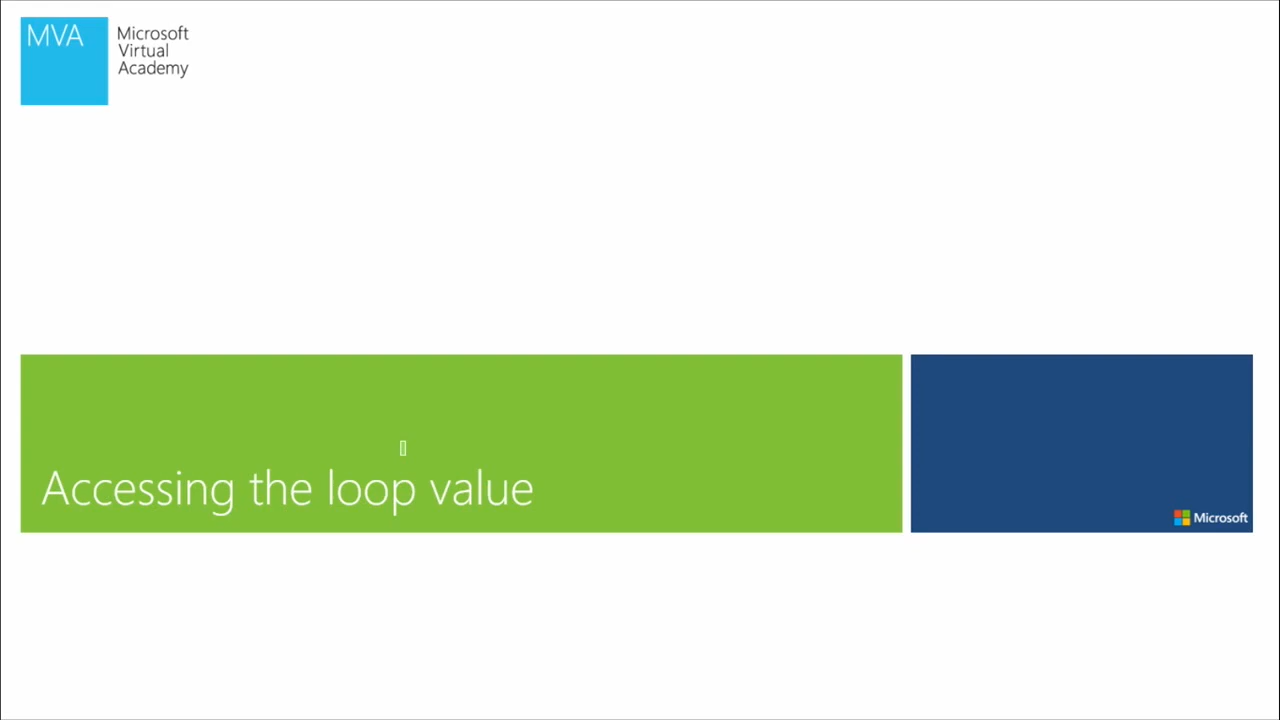 MVA
Microsoft
Virtual
Academy
Accessing the loop value
Microsoft